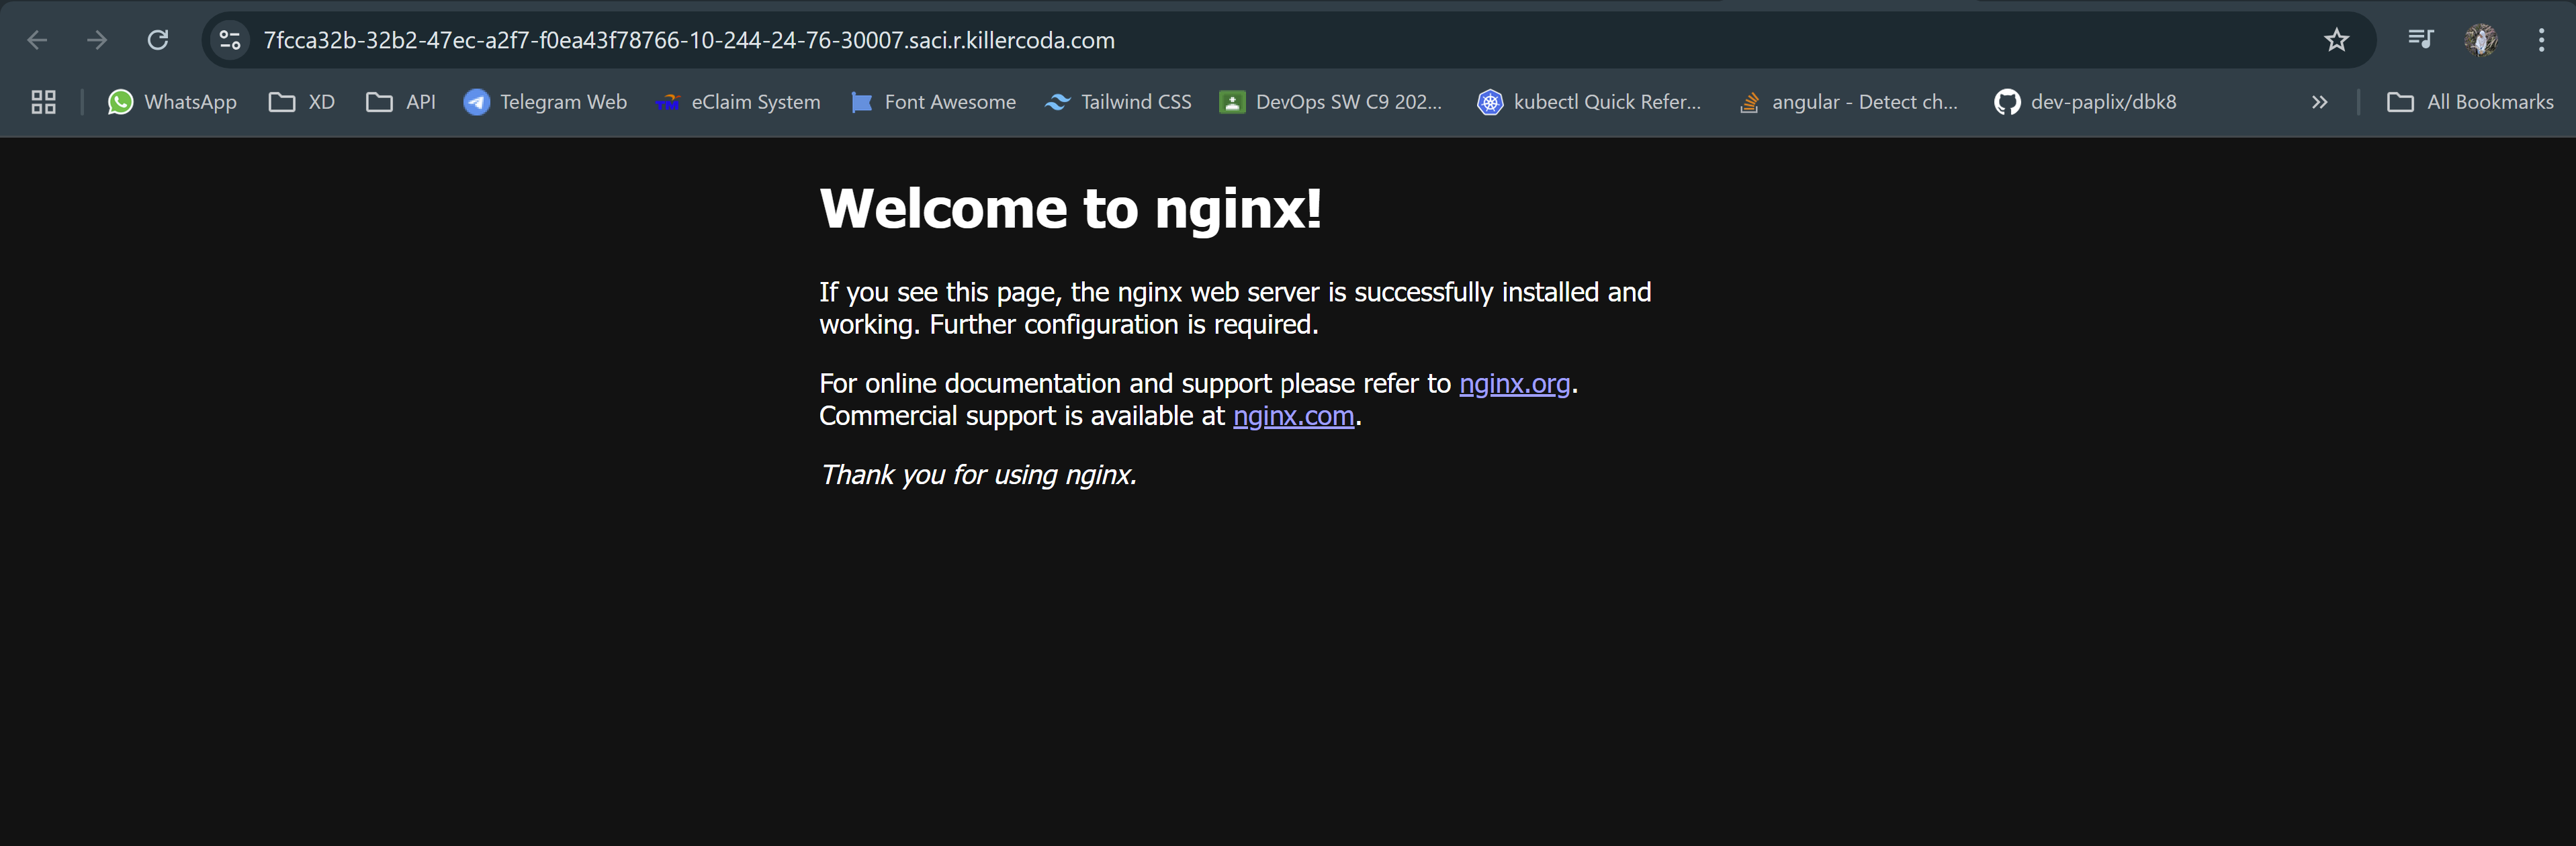 7fcca32b-32b2-47ec-a2f7-f0ea43f78766-10-244-24-76-30007.saci.r.killercoda.com
WhatsApp XD API Telegram Web TM eClaim System Font Awesome Tailwind CSS DevOps SW C9 202... kubectl Quick Refer... angular - Detect ch... dev-paplix/dbk8 » All Bookmarks
Welcome to nginx!
If you see this page, the nginx web server is successfully installed and
working. Further configuration is required.
For online documentation and support please refer to nginx.org.
Commercial support is available at nginx.com.
Thank you for using nginx.